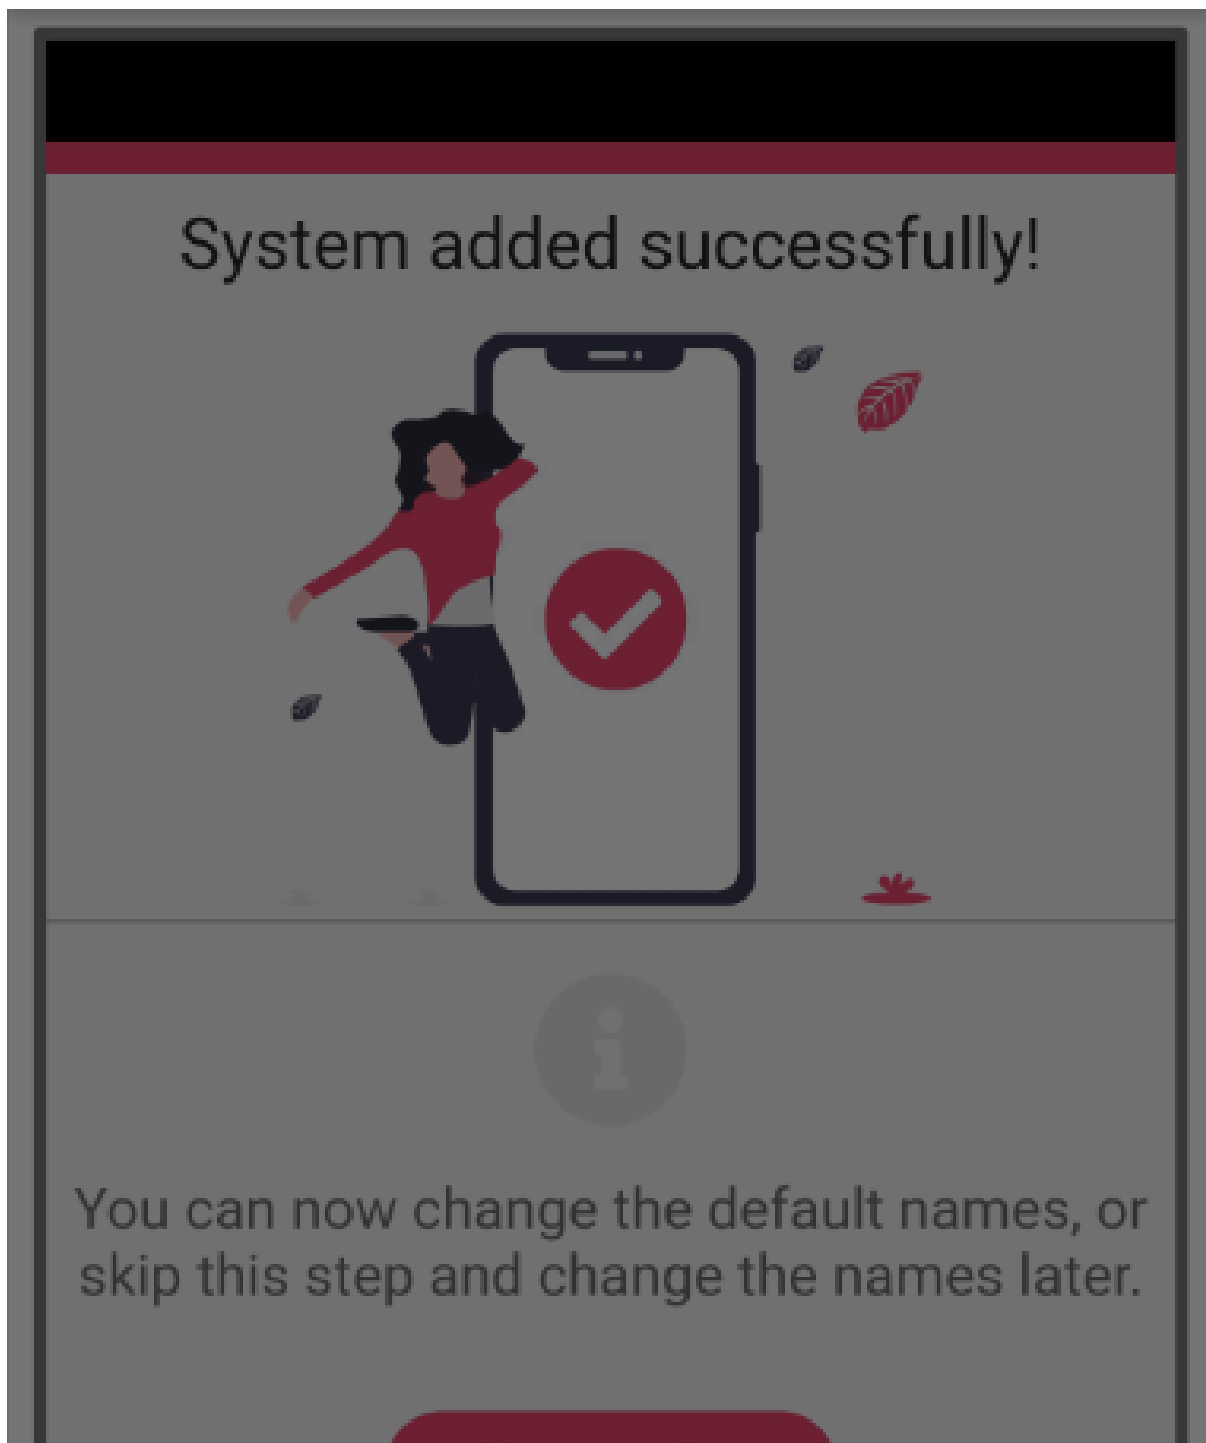 System added successfully!
You can now change the default names, or
skip this step and change the names later.